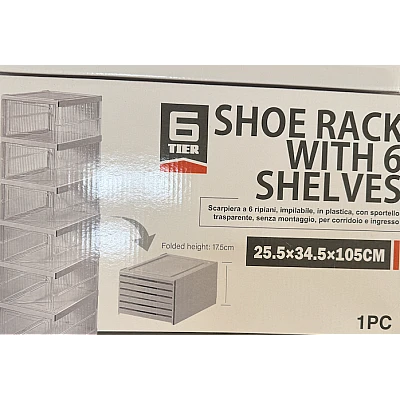 6
TIER
SHOE RACK
WITH 6
SHELVES
Scarpiera a 6 ripiani, impilabile, in plastica, con sportello
trasparente, senza montaggio, per corridoio e ingresso
Folded height: 17.5cm
25.5×34.5×105CM
1PC